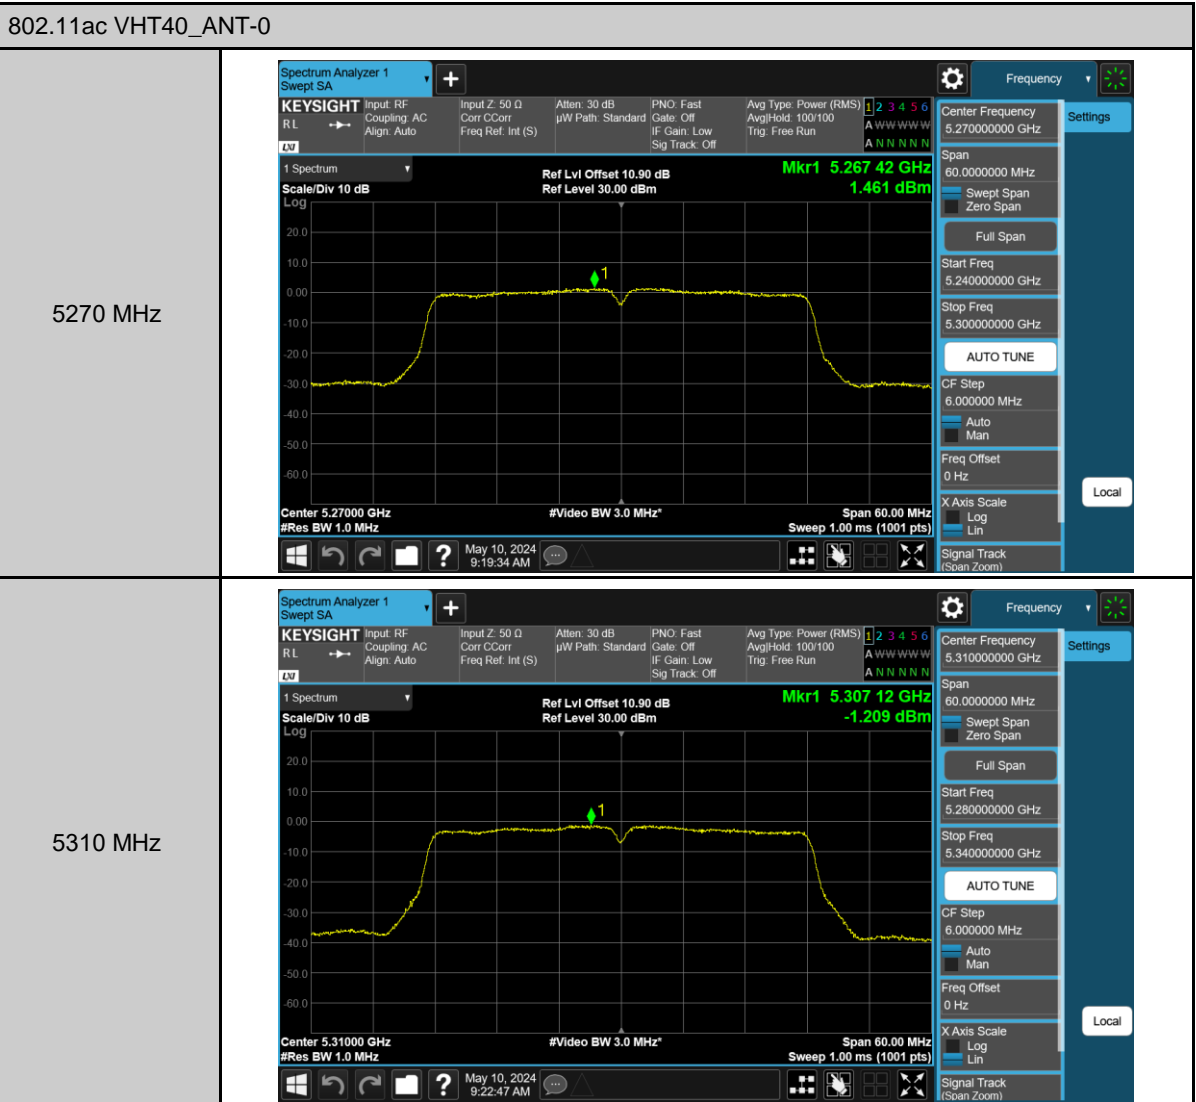 802.11ac VHT40_ANT-0
5270 MHz
Spectrum Analyzer 1
Swept SA
Frequency
KEYSIGHT
R L
LXI
Input: RF
Coupling: AC
Align: Auto
Input Z: 50 Ω
Corr CCorr
Freq Ref: Int (S)
Atten: 30 dB
µW Path: Standard
PNO: Fast
Gate: Off
IF Gain: Low
Sig Track: Off
Avg Type: Power (RMS)
Avg|Hold: 100/100
Trig: Free Run
1 2 3 4 5 6
A W W W W W
A N N N N N
1 Spectrum
Scale/Div 10 dB
Log
Ref Lvl Offset 10.90 dB
Ref Level 30.00 dBm
Mkr1 5.267 42 GHz
1.461 dBm
20.0
10.0
0.00
-10.0
-20.0
-30.0
-40.0
-50.0
-60.0
1
Center 5.27000 GHz
#Res BW 1.0 MHz
#Video BW 3.0 MHz*
Span 60.00 MHz
Sweep 1.00 ms (1001 pts)
May 10, 2024
9:19:34 AM
Center Frequency
5.270000000 GHz
Span
60.0000000 MHz
Swept Span
Zero Span
Full Span
Start Freq
5.240000000 GHz
Stop Freq
5.300000000 GHz
AUTO TUNE
CF Step
6.000000 MHz
Auto
Man
Freq Offset
0 Hz
X Axis Scale
Log
Lin
Signal Track
(Span Zoom)
Settings
Local
5310 MHz
Spectrum Analyzer 1
Swept SA
Frequency
KEYSIGHT
R L
LXI
Input: RF
Coupling: AC
Align: Auto
Input Z: 50 Ω
Corr CCorr
Freq Ref: Int (S)
Atten: 30 dB
µW Path: Standard
PNO: Fast
Gate: Off
IF Gain: Low
Sig Track: Off
Avg Type: Power (RMS)
Avg|Hold: 100/100
Trig: Free Run
1 2 3 4 5 6
A W W W W W
A N N N N N
1 Spectrum
Scale/Div 10 dB
Log
Ref Lvl Offset 10.90 dB
Ref Level 30.00 dBm
Mkr1 5.307 12 GHz
-1.209 dBm
20.0
10.0
0.00
-10.0
-20.0
-30.0
-40.0
-50.0
-60.0
1
Center 5.31000 GHz
#Res BW 1.0 MHz
#Video BW 3.0 MHz*
Span 60.00 MHz
Sweep 1.00 ms (1001 pts)
May 10, 2024
9:22:47 AM
Center Frequency
5.310000000 GHz
Span
60.0000000 MHz
Swept Span
Zero Span
Full Span
Start Freq
5.280000000 GHz
Stop Freq
5.340000000 GHz
AUTO TUNE
CF Step
6.000000 MHz
Auto
Man
Freq Offset
0 Hz
X Axis Scale
Log
Lin
Signal Track
(Span Zoom)
Settings
Local